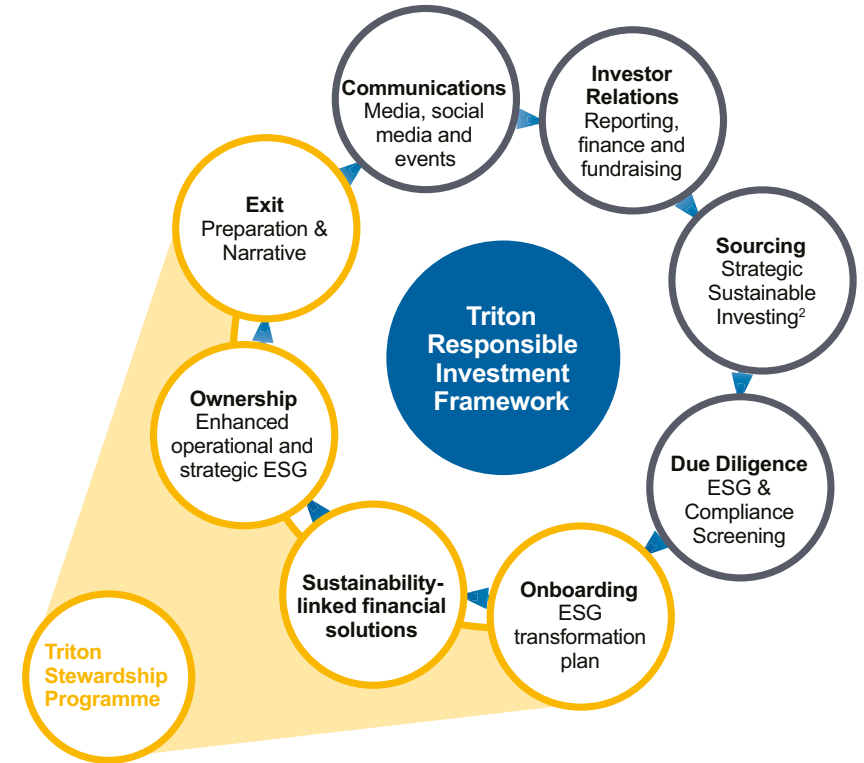 Communications
Media, social
media and
events
Investor
Relations
Reporting,
finance and
fundraising
Sourcing
Strategic
Sustainable
Investing²
Due Diligence
ESG &
Compliance
Screening
Onboarding
ESG
transformation
plan
Sustainability-
linked financial
solutions
Ownership
Enhanced
operational and
strategic ESG
Exit
Preparation &
Narrative
Triton
Responsible
Investment
Framework
Triton
Stewardship
Programme